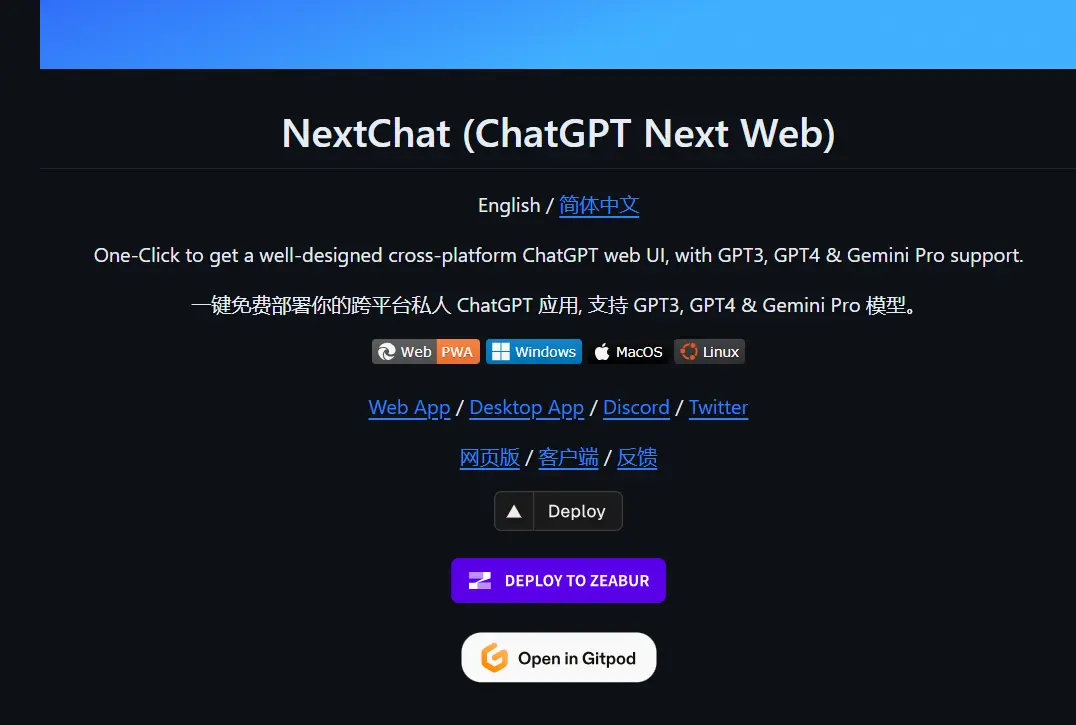 NextChat (ChatGPT Next Web)
English / 简体中文
One-Click to get a well-designed cross-platform ChatGPT web UI, with GPT3, GPT4 & Gemini Pro support.
一键免费部署你的跨平台私人 ChatGPT 应用, 支持 GPT3, GPT4 & Gemini Pro 模型。
Web PWA Windows MacOS Linux
Web App / Desktop App / Discord / Twitter
网页版 / 客户端 / 反馈
Deploy
DEPLOY TO ZEABUR
Open in Gitpod